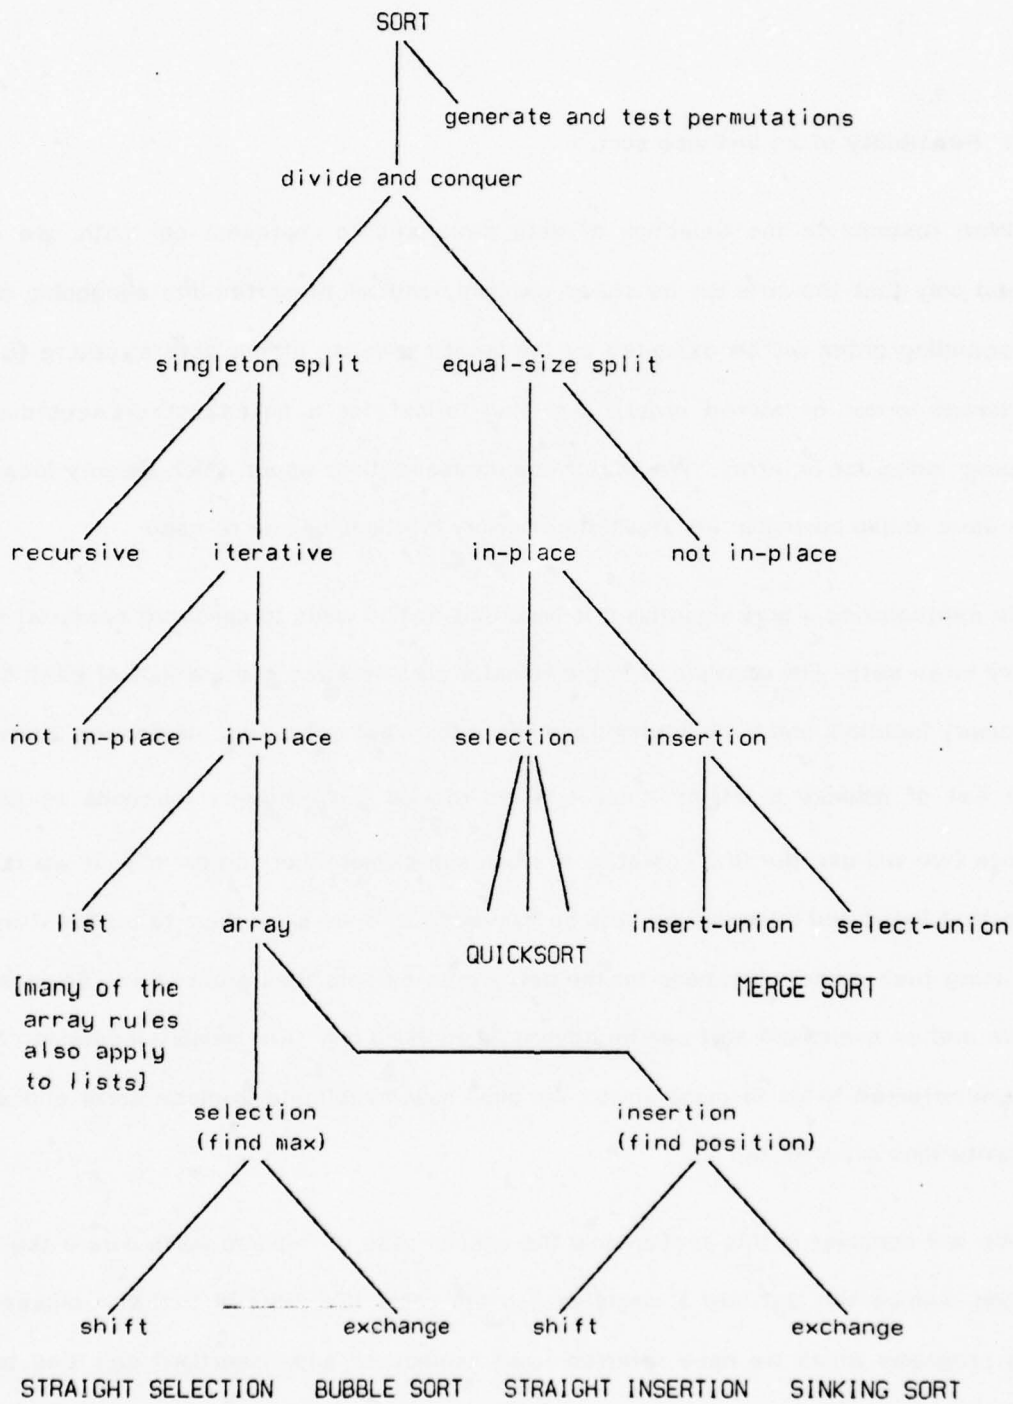 SORT
generate and test permutations
divide and conquer
singleton split equal-size split
recursive iterative in-place not in-place
not in-place in-place selection insertion
list array QUICKSORT insert-union select-union
MERGE SORT
[many of the
array rules
also apply
to lists]
selection
(find max)
insertion
(find position)
shift exchange shift exchange
STRAIGHT SELECTION BUBBLE SORT STRAIGHT INSERTION SINKING SORT